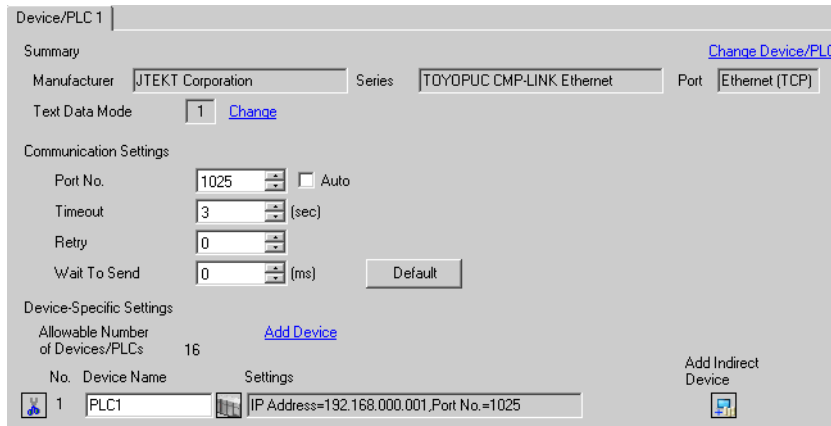 Device/PLC 1
Summary
Change Device/PLC
Manufacturer JTEKT Corporation Series TOYOPUC CMP-LINK Ethernet Port Ethernet (TCP)
Text Data Mode 1 Change
Communication Settings
Port No. 1025 Auto
Timeout 3 (sec)
Retry 0
Wait To Send 0 (ms) Default
Device-Specific Settings
Allowable Number
of Devices/PLCs 16 Add Device
Add Indirect
Device
No. Device Name Settings
1 PLC1 IP Address=192.168.000.001,Port No.=1025